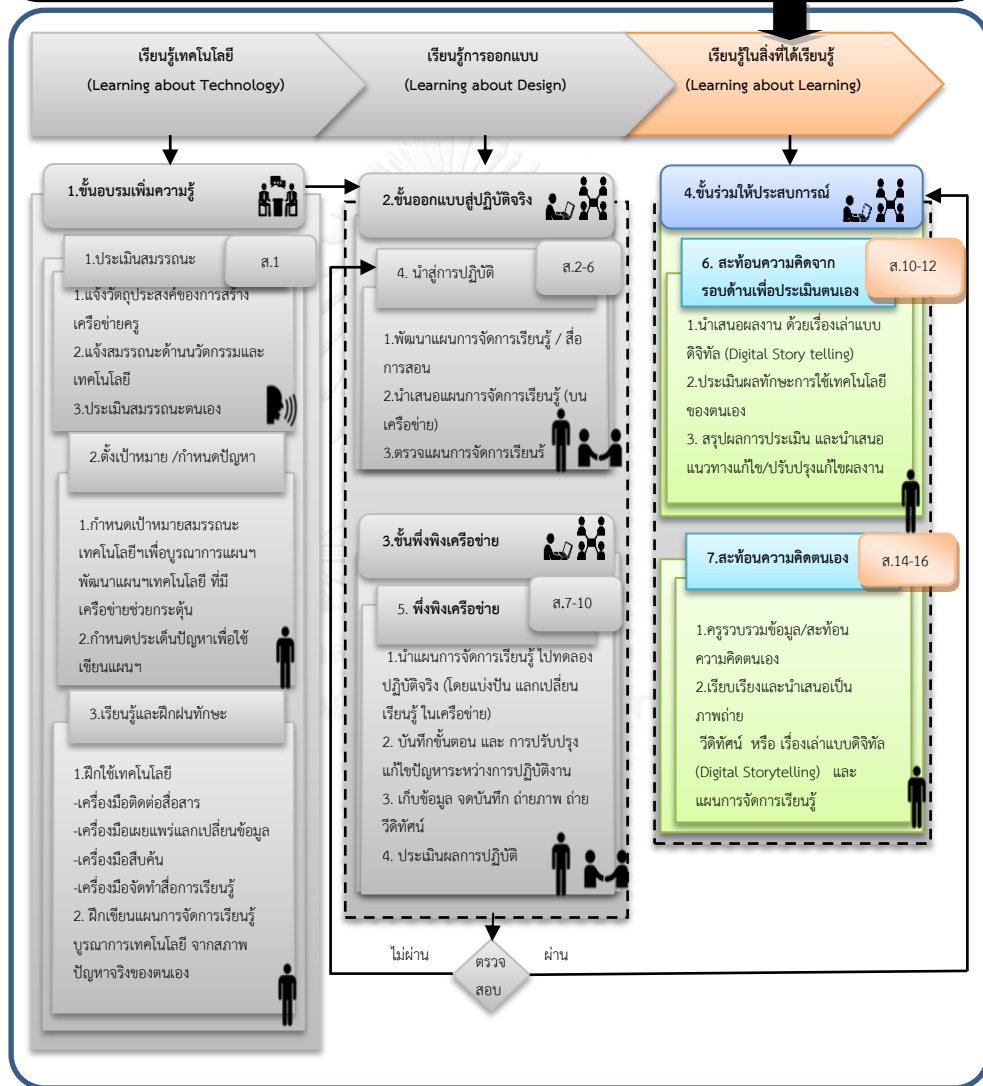 เรียนรู้เทคโนโลยี
(Learning about Technology)
เรียนรู้การออกแบบ
(Learning about Design)
เรียนรู้ในสิ่งที่ได้เรียนรู้
(Learning about Learning)
1.ขั้นอบรมเพิ่มความรู้
1.ประเมินสมรรถนะ
ส.1
1.แจ้งวัตถุประสงค์ของการสร้าง
เครือข่ายครู
2.แจ้งสมรรถนะด้านนวัตกรรมและ
เทคโนโลยี
3.ประเมินสมรรถนะตนเอง
2.ตั้งเป้าหมาย /กำหนดปัญหา
1.กำหนดเป้าหมายสมรรถนะ
เทคโนโลยีฯเพื่อบูรณาการแผนฯ
พัฒนาแผนฯเทคโนโลยี ที่มี
เครือข่ายช่วยกระตุ้น
2.กำหนดประเด็นปัญหาเพื่อใช้
เขียนแผนฯ
3.เรียนรู้และฝึกฝนทักษะ
1.ฝึกใช้เทคโนโลยี
-เครื่องมือติดต่อสื่อสาร
-เครื่องมือเผยแพร่แลกเปลี่ยนข้อมูล
-เครื่องมือสืบค้น
-เครื่องมือจัดทำสื่อการเรียนรู้
2. ฝึกเขียนแผนการจัดการเรียนรู้
บูรณาการเทคโนโลยี จากสภาพ
ปัญหาจริงของตนเอง
2.ขั้นออกแบบสู่ปฏิบัติจริง
4. นำสู่การปฏิบัติ
ส.2-6
1.พัฒนาแผนการจัดการเรียนรู้ / สื่อ
การสอน
2.นำเสนอแผนการจัดการเรียนรู้ (บน
เครือข่าย)
3.ตรวจแผนการจัดการเรียนรู้
3.ขั้นพึ่งพิงเครือข่าย
5. พึ่งพิงเครือข่าย
ส.7-10
1.นำแผนการจัดการเรียนรู้ ไปทดลอง
ปฏิบัติจริง (โดยแบ่งปัน แลกเปลี่ยน
เรียนรู้ ในเครือข่าย)
2. บันทึกขั้นตอน และ การปรับปรุง
แก้ไขปัญหาระหว่างการปฏิบัติงาน
3. เก็บข้อมูล จดบันทึก ถ่ายภาพ ถ่าย
วีดิทัศน์
4. ประเมินผลการปฏิบัติ
ไม่ผ่าน
ตรวจ
สอบ
ผ่าน
4.ขั้นร่วมให้ประสบการณ์
6. สะท้อนความคิดจาก
รอบด้านเพื่อประเมินตนเอง
ส.10-12
1.นำเสนอผลงาน ด้วยเรื่องเล่าแบบ
ดิจิทัล (Digital Story telling)
2.ประเมินผลทักษะการใช้เทคโนโลยี
ของตนเอง
3. สรุปผลการประเมิน และนำเสนอ
แนวทางแก้ไข/ปรับปรุงแก้ไขผลงาน
7.สะท้อนความคิดตนเอง
ส.14-16
1.ครูรวบรวมข้อมูล/สะท้อน
ความคิดตนเอง
2.เรียบเรียงและนำเสนอเป็น
ภาพถ่าย
วีดิทัศน์ หรือ เรื่องเล่าแบบดิจิทัล
(Digital Storytelling) และ
แผนการจัดการเรียนรู้